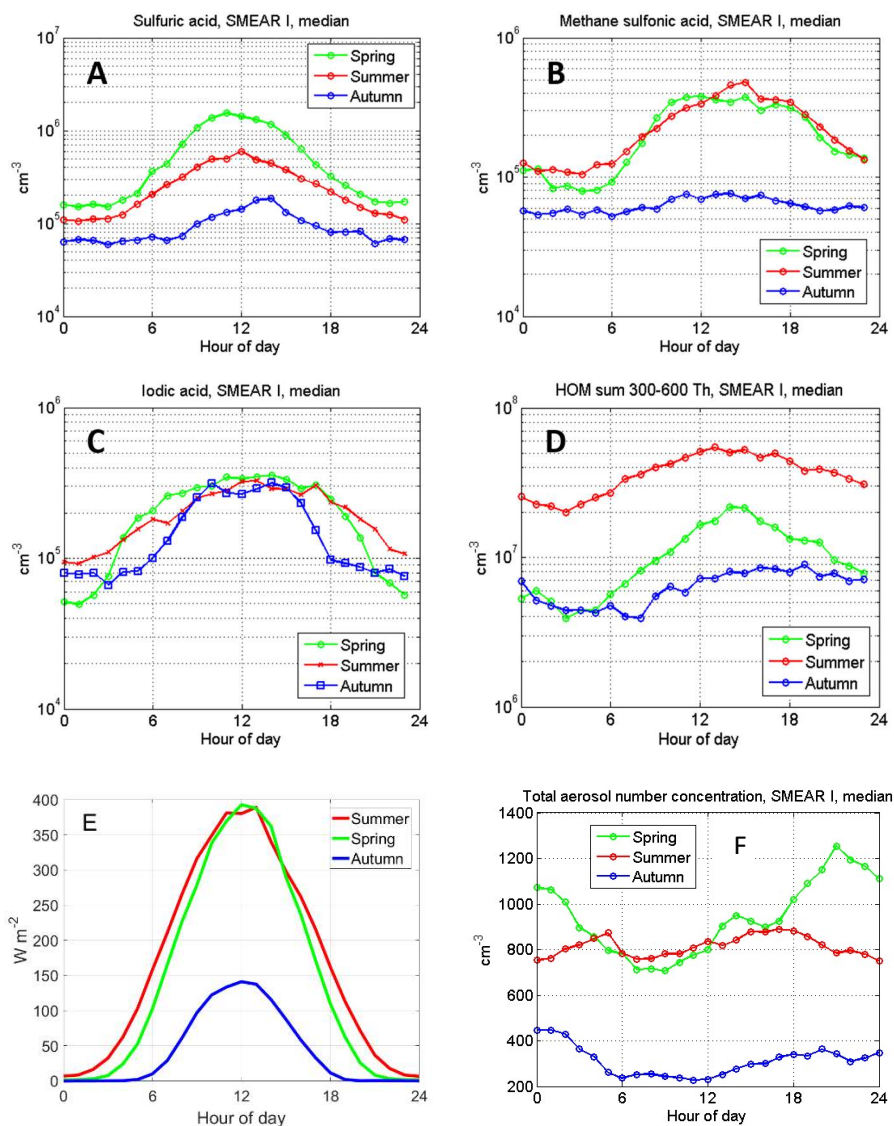 Sulfuric acid, SMEAR I, median
10^7
10^6
10^5
10^4
cm^-3
A
Spring
Summer
Autumn
0 6 12 18 24
Hour of day
Methane sulfonic acid, SMEAR I, median
10^6
10^5
10^4
cm^-3
B
Spring
Summer
Autumn
0 6 12 18 24
Hour of day
Iodic acid, SMEAR I, median
10^6
10^5
10^4
cm^-3
C
Spring
Summer
Autumn
0 6 12 18 24
Hour of day
HOM sum 300-600 Th, SMEAR I, median
10^8
10^7
10^6
cm^-3
D
Spring
Summer
Autumn
0 6 12 18 24
Hour of day
400
350
300
250
200
150
100
50
0
W m^-2
E
Summer
Spring
Autumn
0 6 12 18 24
Hour of day
Total aerosol number concentration, SMEAR I, median
1400
1200
1000
800
600
400
200
cm^-3
F
Spring
Summer
Autumn
0 6 12 18 24
Hour of day